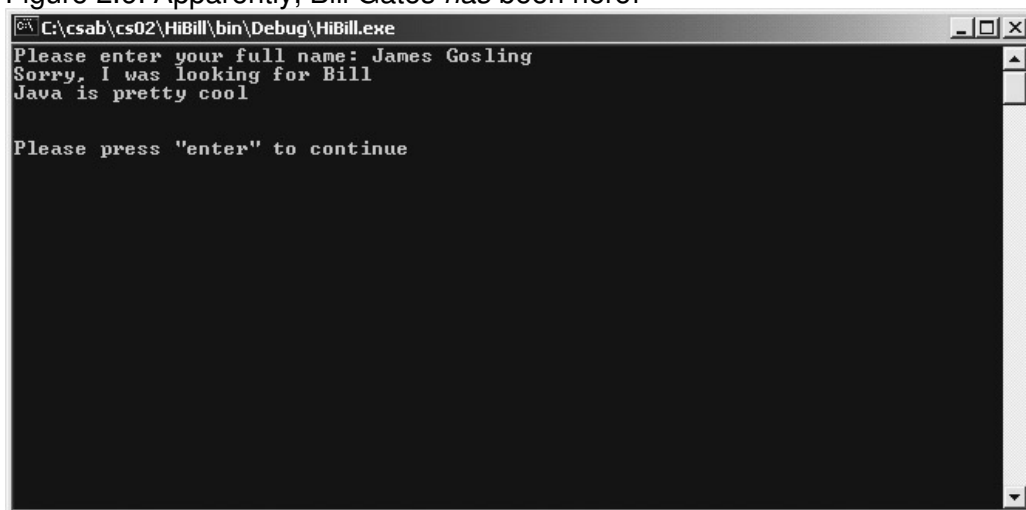 Figure 2.6: Apparently, Bill Gates has been here!
C:\csab\cs02\HiBill\bin\Debug\HiBill.exe
Please enter your full name: James Gosling
Sorry, I was looking for Bill
Java is pretty cool
Please press "enter" to continue